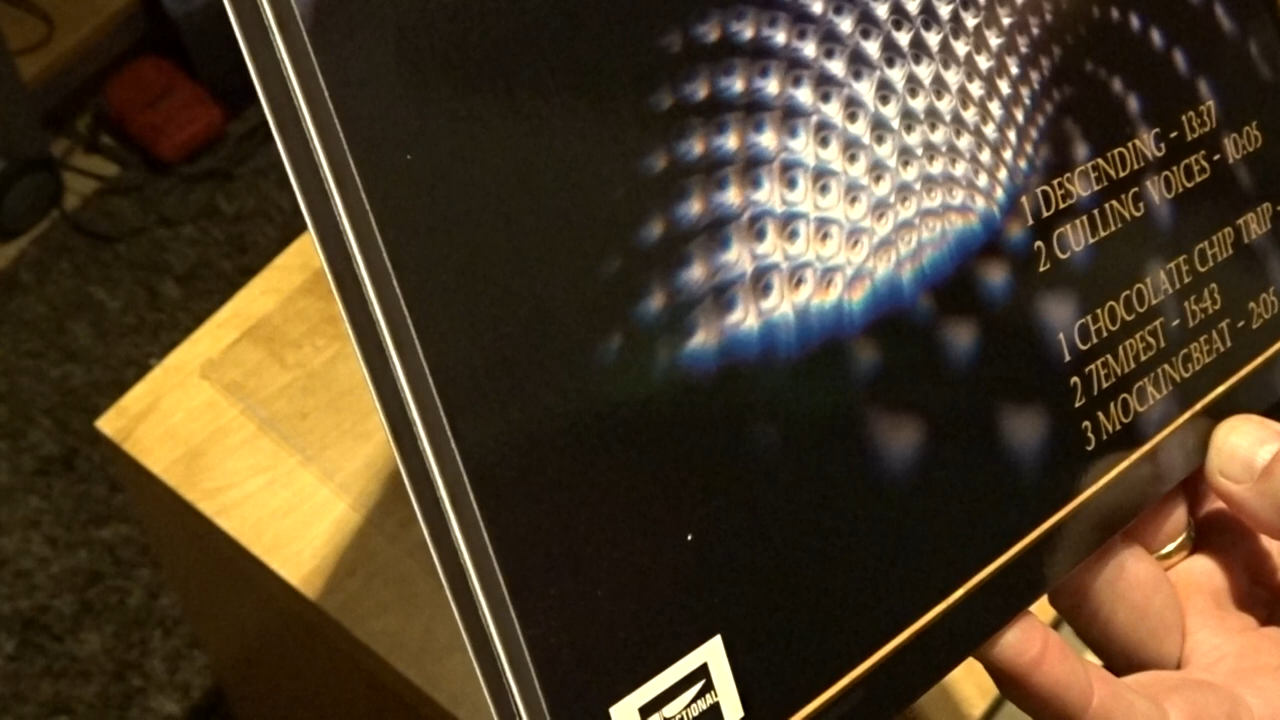 1 DESCENDING - 13:37
2 CULLING VOICES - 10:05
1 CHOCOLATE CHIP TRIP -
2 7EMPEST - 15:43
3 MOCKINGBEAT - 2:05